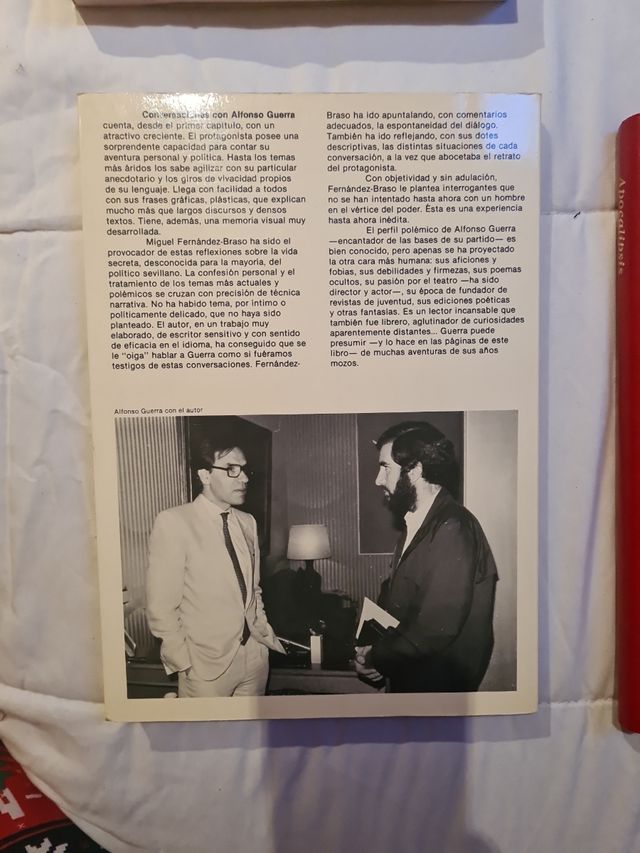 Conversaciones con Alfonso Guerra
cuenta, desde el primer capítulo, con un
atractivo creciente. El protagonista posee una
sorprendente capacidad para contar su
aventura personal y política. Hasta los temas
más áridos los sabe agilizar con su particular
anecdotario y los giros de vivacidad propios
de su lenguaje. Llega con facilidad a todos
con sus frases gráficas, plásticas, que explican
mucho más que largos discursos y densos
textos. Tiene, además, una memoria visual muy
desarrollada.
Miguel Fernández-Braso ha sido el
provocador de estas reflexiones sobre la vida
secreta, desconocida para la mayoría, del
político sevillano. La confesión personal y el
tratamiento de los temas más actuales y
polémicos se cruzan con precisión de técnica
narrativa. No ha habido tema, por íntimo o
políticamente delicado, que no haya sido
planteado. El autor, en un trabajo muy
elaborado, de escritor sensitivo y con sentido
de eficacia en el idioma, ha conseguido que se
le "oiga" hablar a Guerra como si fuéramos
testigos de estas conversaciones. Fernández-
Braso ha ido apuntalando, con comentarios
adecuados, la espontaneidad del diálogo.
También ha ido reflejando, con sus dotes
descriptivas, las distintas situaciones de cada
conversación, a la vez que abocetaba el retrato
del protagonista.
Con objetividad y sin adulación,
Fernández-Braso le plantea interrogantes que
no se han intentado hasta ahora con un hombre
en el vértice del poder. Ésta es una experiencia
hasta ahora inédita.
El perfil polémico de Alfonso Guerra
—encantador de las bases de su partido— es
bien conocido, pero apenas se ha proyectado
la otra cara más humana: sus aficiones y
fobias, sus debilidades y firmezas, sus poemas
ocultos, su pasión por el teatro —ha sido
director y actor—, su época de fundador de
revistas de juventud, sus ediciones poéticas
y otras fantasías. Es un lector incansable que
también fue librero, aglutinador de curiosidades
aparentemente distantes... Guerra puede
presumir —y lo hace en las páginas de este
libro— de muchas aventuras de sus años
mozos.
Alfonso Guerra con el autor
Apocalipsis